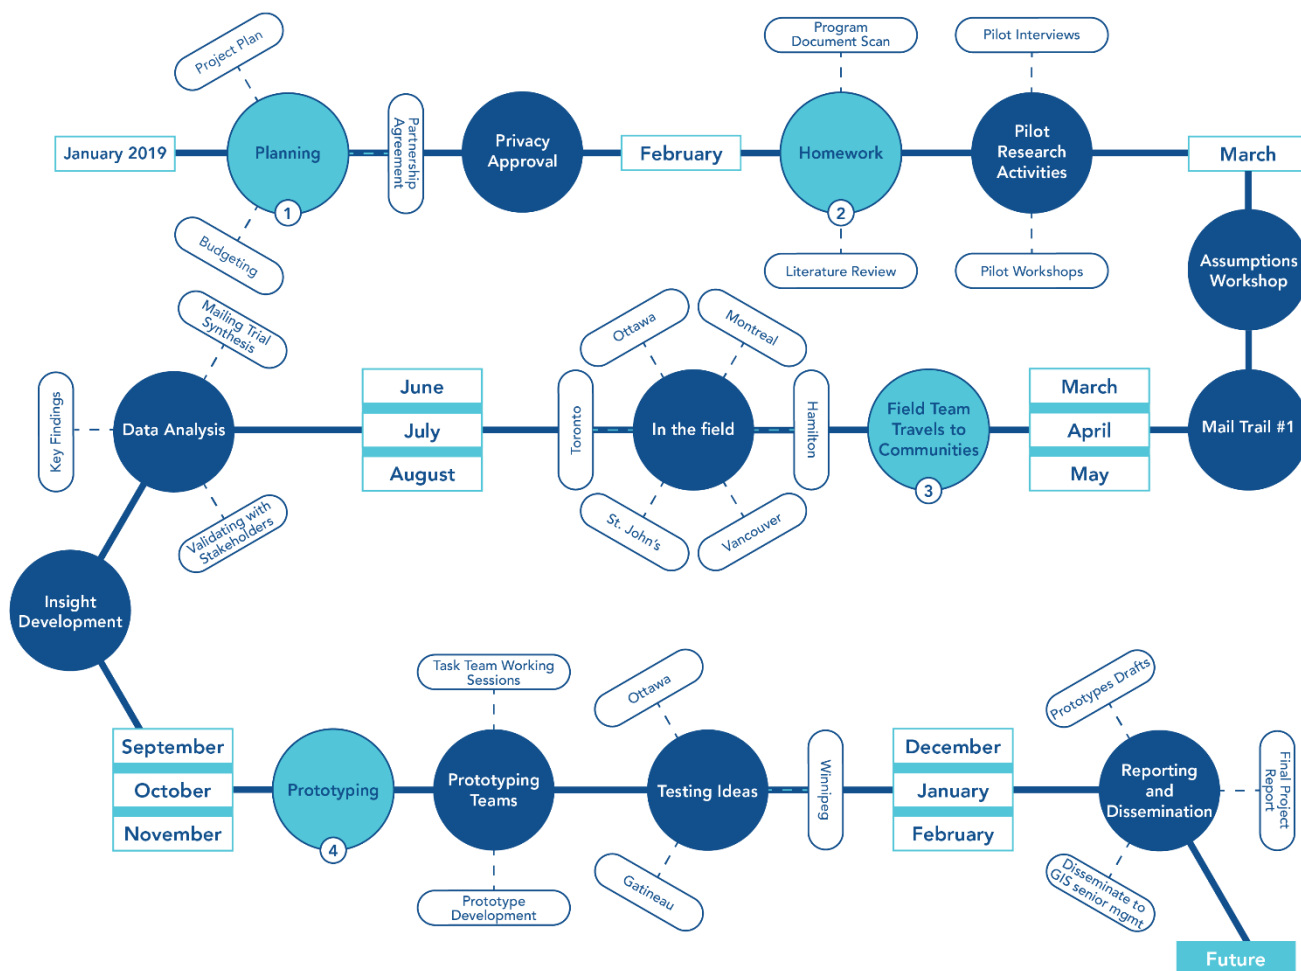 January 2019
Project Plan
Planning
1
Budgeting
Partnership
Agreement
Privacy
Approval
February
Program
Document Scan
Homework
2
Literature Review
Pilot Interviews
Pilot
Research
Activities
Pilot Workshops
March
Assumptions
Workshop
Mail Trail #1
March
April
May
Field Team
Travels to
Communities
3
Hamilton
Montreal
Ottawa
In the field
Vancouver
St. John's
Toronto
June
July
August
Mailing Trial
Synthesis
Data Analysis
Key Findings
Validating with
Stakeholders
Insight
Development
September
October
November
Prototyping
4
Task Team Working
Sessions
Prototyping
Teams
Prototype
Development
Ottawa
Testing Ideas
Gatineau
Winnipeg
December
January
February
Prototypes Drafts
Reporting
and
Dissemination
Final Project
Report
Disseminate to
GIS senior mgmt
Future